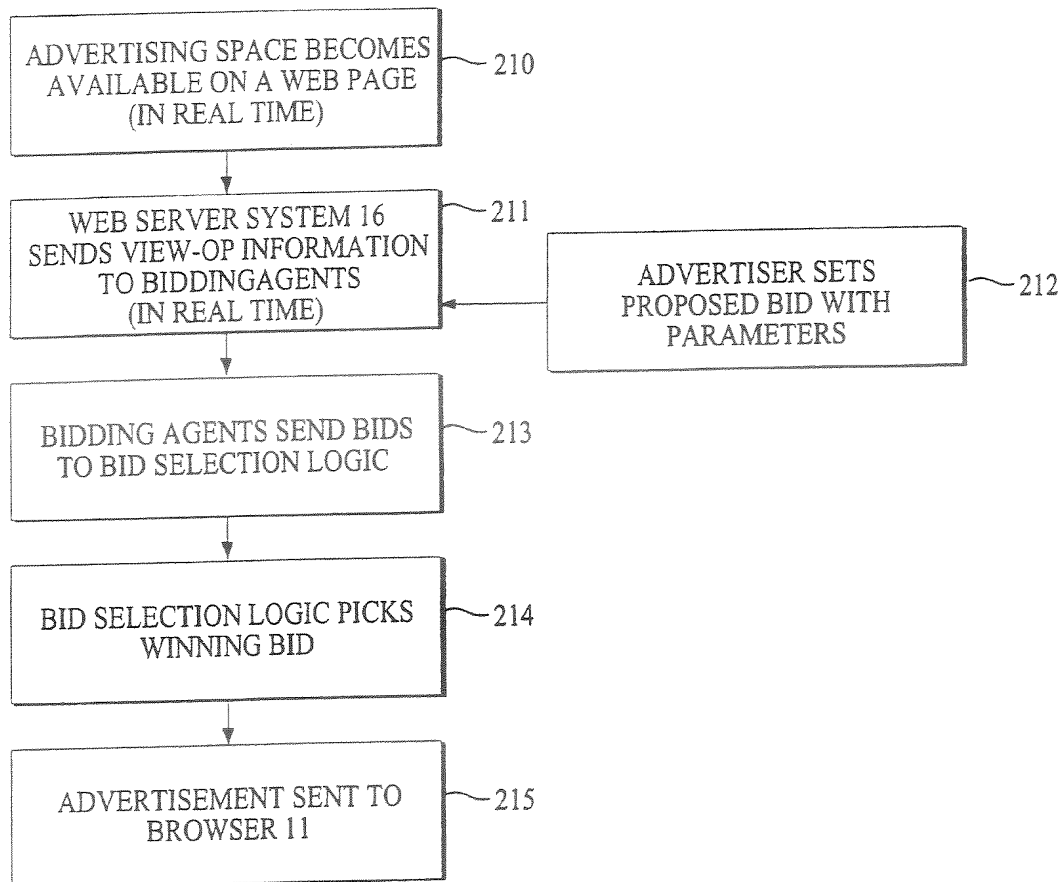 ADVERTISING SPACE BECOMES
AVAILABLE ON A WEB PAGE
(IN REAL TIME)
210
WEB SERVER SYSTEM 16
SENDS VIEW-OP INFORMATION
TO BIDDINGAGENTS
(IN REAL TIME)
211
ADVERTISER SETS
PROPOSED BID WITH
PARAMETERS
212
BIDDING AGENTS SEND BIDS
TO BID SELECTION LOGIC
213
BID SELECTION LOGIC PICKS
WINNING BID
214
ADVERTISEMENT SENT TO
BROWSER 11
215